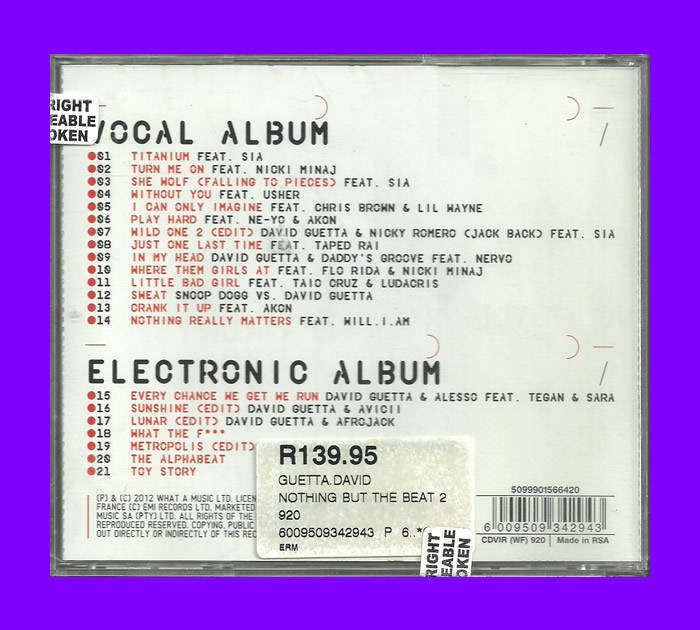 RIGHT
EABLE
OKEN
VOCAL ALBUM
01 TITANIUM FEAT. SIA
02 TURN ME ON FEAT. NICKI MINAJ
03 SHE WOLF (FALLING TO PIECES) FEAT. SIA
04 WITHOUT YOU FEAT. USHER
05 I CAN ONLY IMAGINE FEAT. CHRIS BROWN & LIL WAYNE
06 PLAY HARD FEAT. NE-YO & AKON
07 WILD ONE 2 (EDIT) DAVID GUETTA & NICKY ROMERO (JACK BACK) FEAT. SIA
08 JUST ONE LAST TIME FEAT. TAPED RAI
09 IN MY HEAD DAVID GUETTA & DADDY'S GROOVE FEAT. NERVO
10 WHERE THEM GIRLS AT FEAT. FLO RIDA & NICKI MINAJ
11 LITTLE BAD GIRL FEAT. TAIO CRUZ & LUDACRIS
12 SWEAT SNOOP DOGG VS. DAVID GUETTA
13 CRANK IT UP FEAT. AKON
14 NOTHING REALLY MATTERS FEAT. WILL.I.AM
ELECTRONIC ALBUM
15 EVERY CHANCE WE GET WE RUN DAVID GUETTA & ALESSO FEAT. TEGAN & SARA
16 SUNSHINE (EDIT) DAVID GUETTA & AVICII
17 LUNAR (EDIT) DAVID GUETTA & AFROJACK
18 WHAT THE F***
19 METROPOLIS (EDIT)
20 THE ALPHABEAT
21 TOY STORY
R139.95
GUETTA.DAVID
NOTHING BUT THE BEAT 2
920
6009509342943 P 6..*
ERM
(P) & (C) 2012 WHAT A MUSIC LTD. LICEN
FRANCE (C) EMI RECORDS LTD. MARKETED
MUSIC SA (PTY) LTD. ALL RIGHTS OF THE
REPRODUCED RESERVED. COPYING, PUBLIC
OUT DIRECTLY OR INDIRECTLY OF THIS REC
5099901566420
6 009509 342943
CDVIR (WF) 920 Made in RSA
RIGHT
EABLE
OKEN